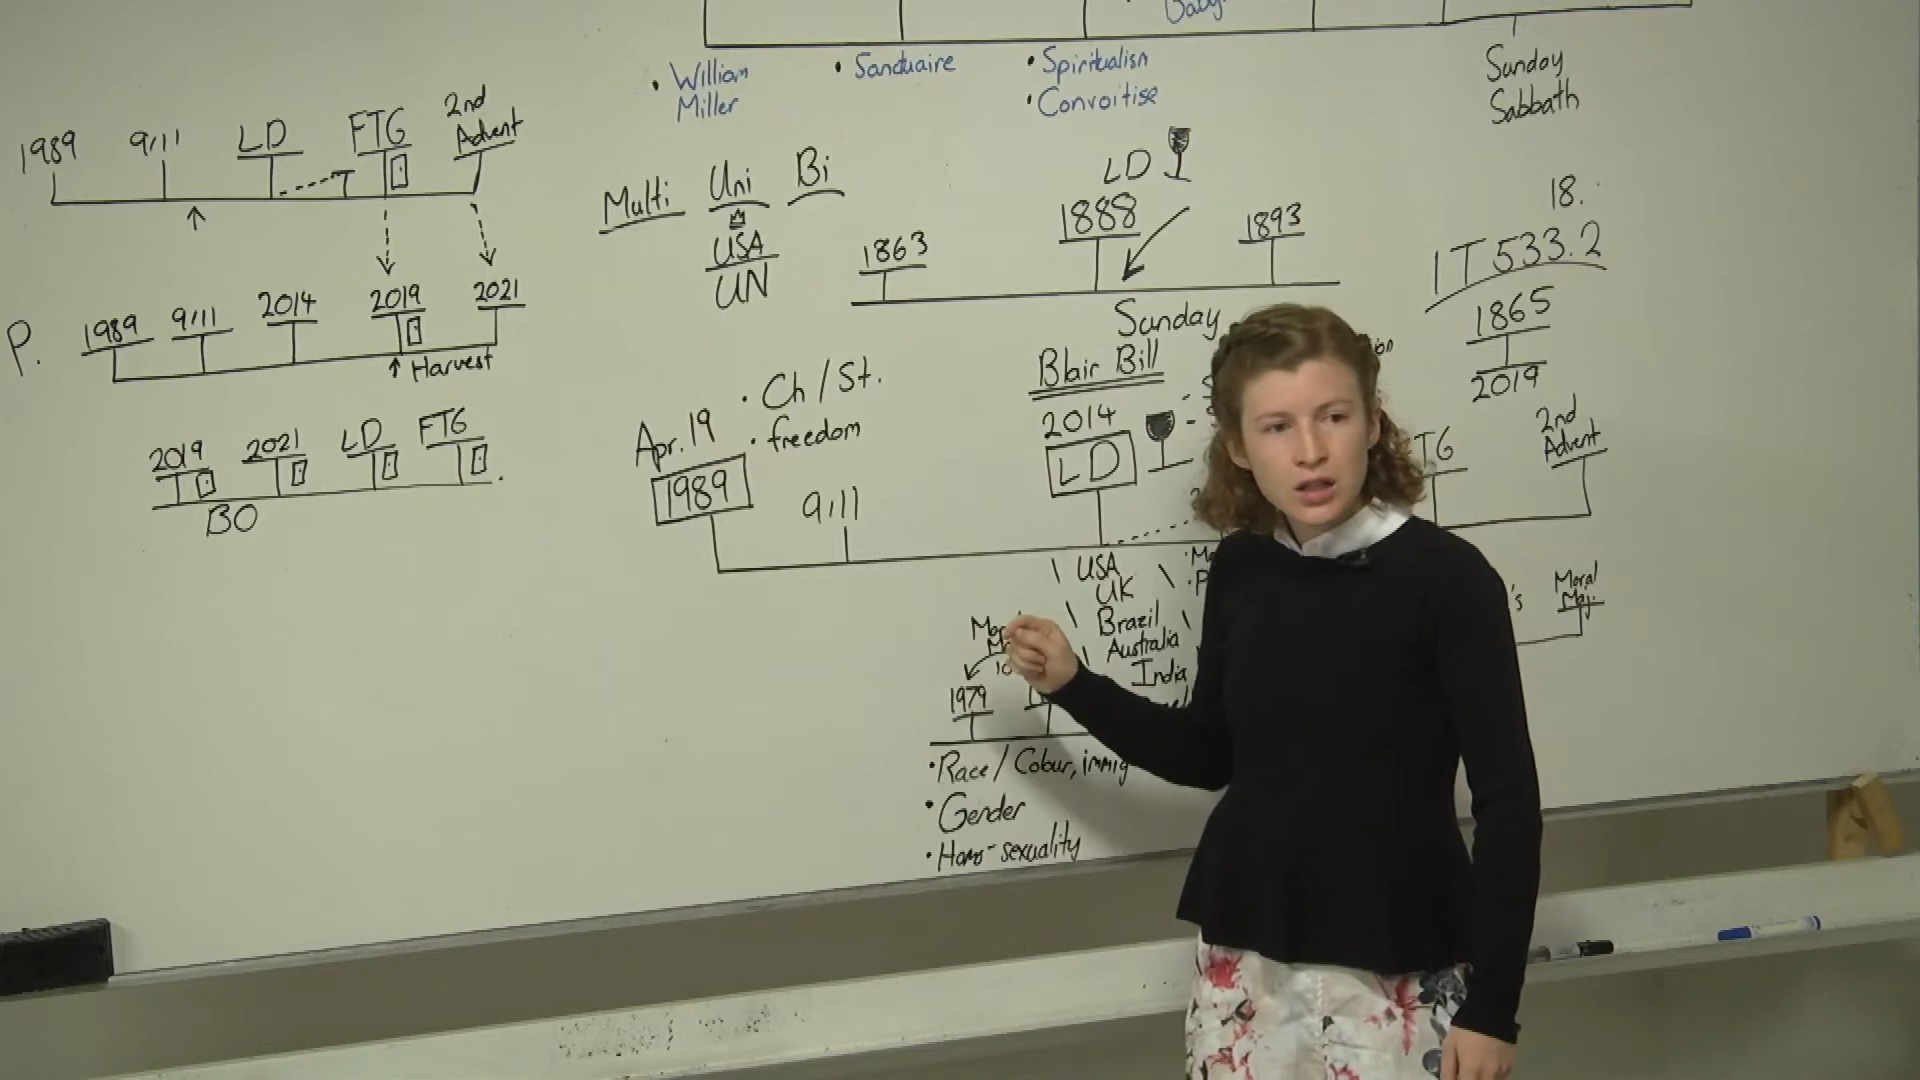 Baby
• William
Miller
• Sanctuaire
• Spiritualism
• Convoitise
Sunday
Sabbath
1989
9/11
LD
FTG
2nd
Advent
P.
1989
9/11
2014
2019
2021
Harvest
2019
2021
LD
FTG
BO
Multi
Uni
Bi
USA
UN
1863
LD
1888
1893
18.
1T 533.2
1865
2019
Sunday
Blair Bill
2014
LD
Apr. 19
• Ch / St.
• freedom
1989
9/11
2nd
Advent
USA
UK
Brazil
Australia
India
1979
• Race / Colour,
• Gender
• Homo-sexuality
's
Moral
Maj.